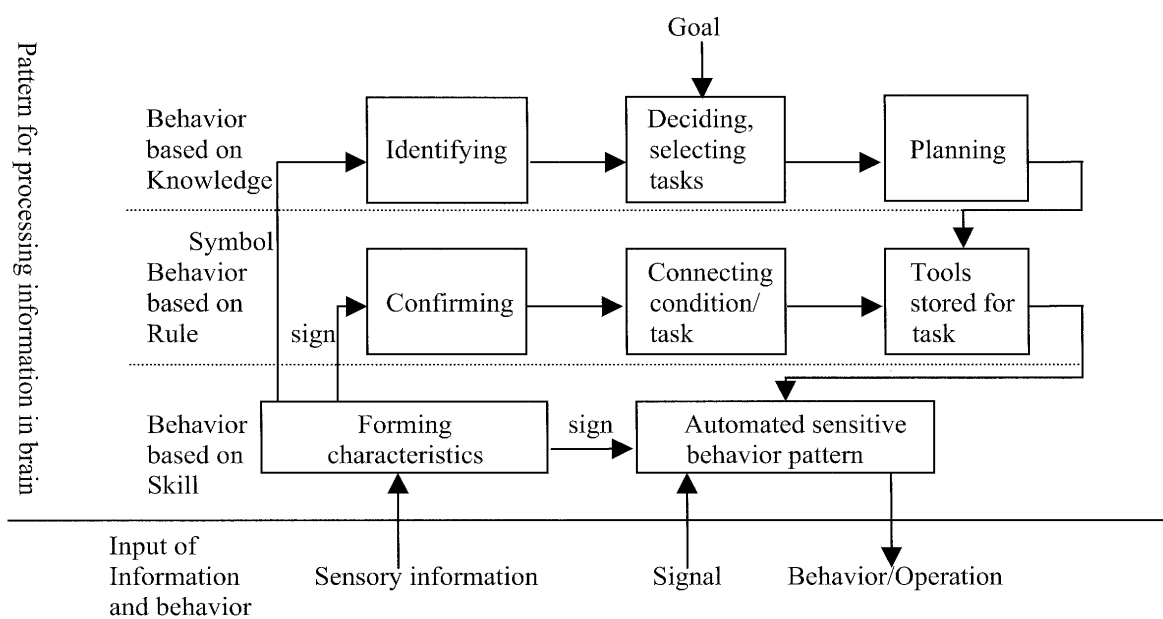 Goal
Pattern for processing information in brain
Behavior
based on
Knowledge
Identifying
Deciding,
selecting
tasks
Planning
Symbol
Behavior
based on
Rule
sign
Confirming
Connecting
condition/
task
Tools
stored for
task
Behavior
based on
Skill
Forming
characteristics
sign
Automated sensitive
behavior pattern
Input of
Information
and behavior
Sensory information
Signal
Behavior/Operation